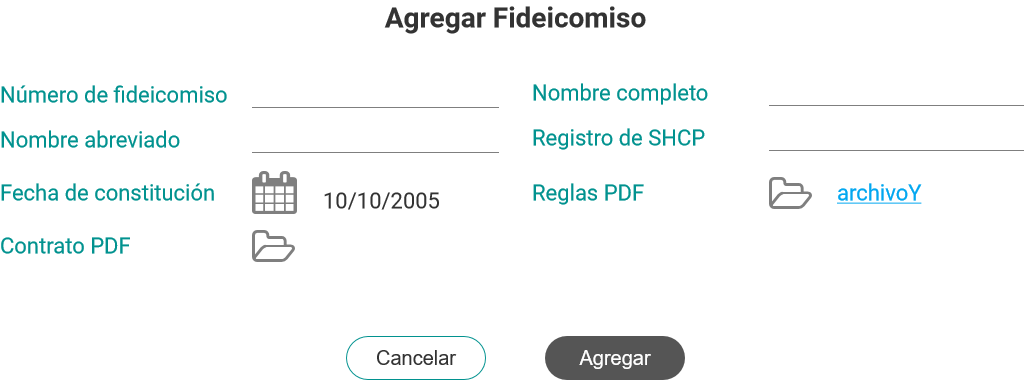 Agregar Fideicomiso
Número de fideicomiso
Nombre completo
Nombre abreviado
Registro de SHCP
Fecha de constitución
10/10/2005
Reglas PDF
archivoY
Contrato PDF
Cancelar
Agregar